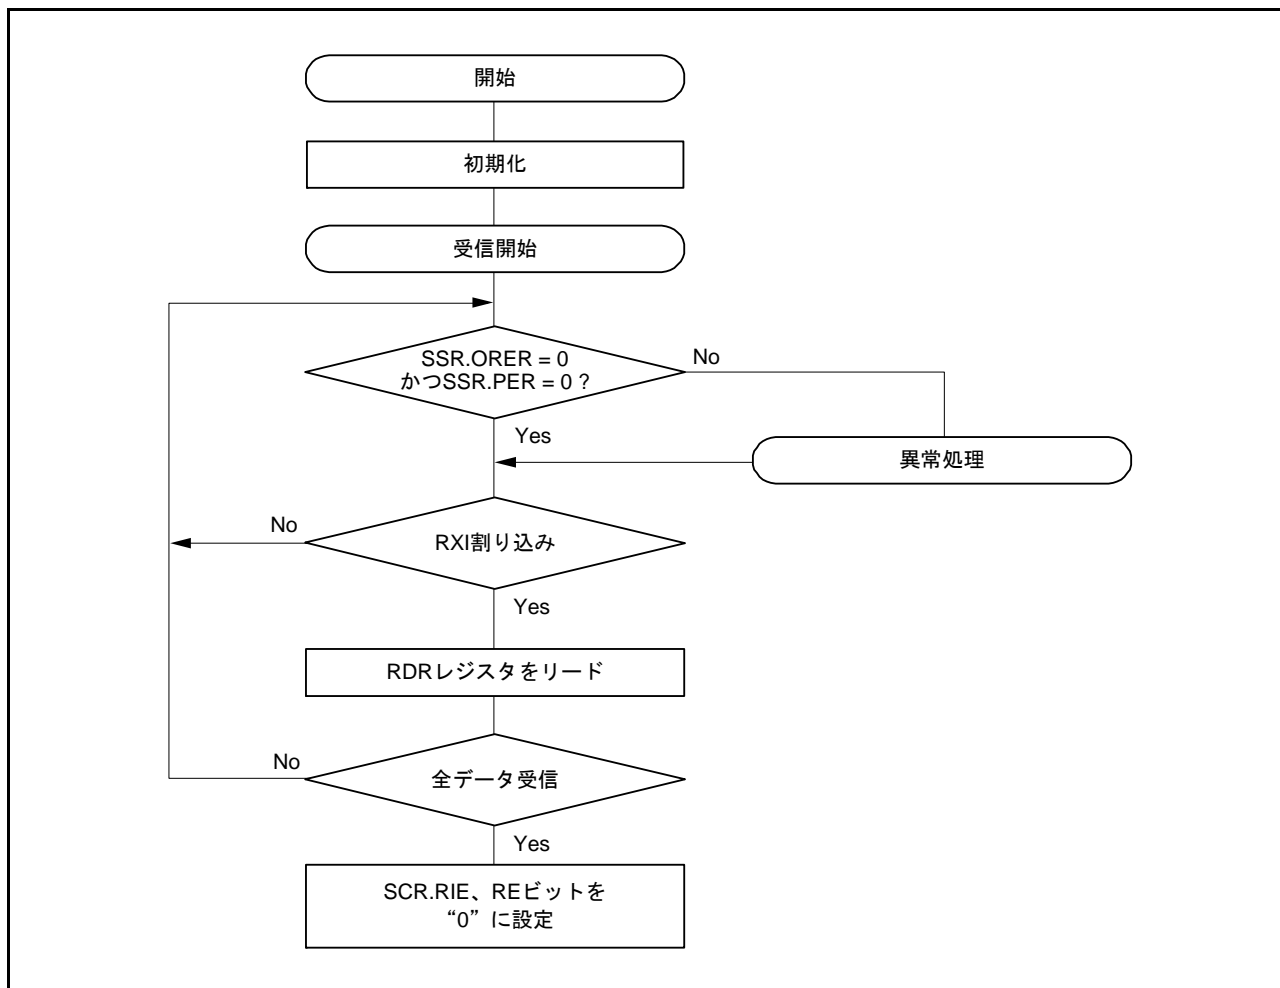 開始
初期化
受信開始
SSR.ORER = 0
かつSSR.PER = 0 ?
No
Yes
異常処理
No
RXI割り込み
Yes
RDRレジスタをリード
No
全データ受信
Yes
SCR.RIE、REビットを
“0”に設定